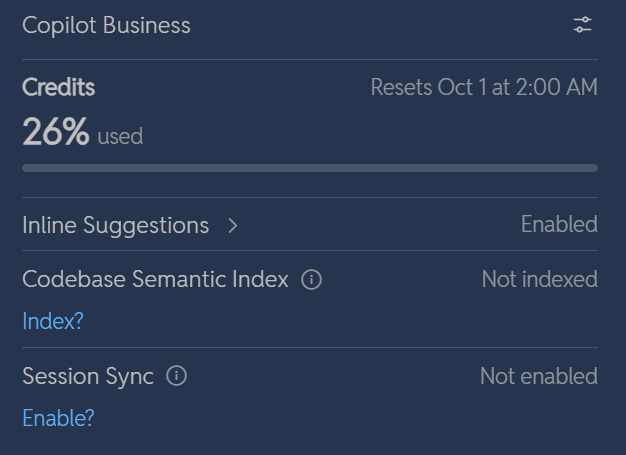 Copilot Business
Credits Resets Oct 1 at 2:00 AM
26% used
Inline Suggestions > Enabled
Codebase Semantic Index Not indexed
Index?
Session Sync Not enabled
Enable?